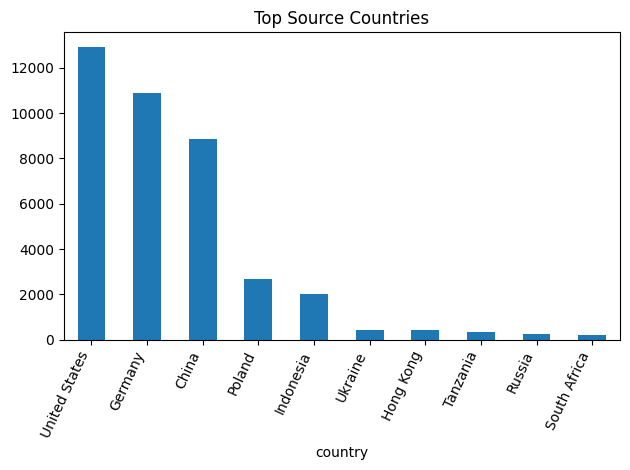 Top Source Countries
12000
10000
8000
6000
4000
2000
0
United States
Germany
China
Poland
Indonesia
Ukraine
Hong Kong
Tanzania
Russia
South Africa
country